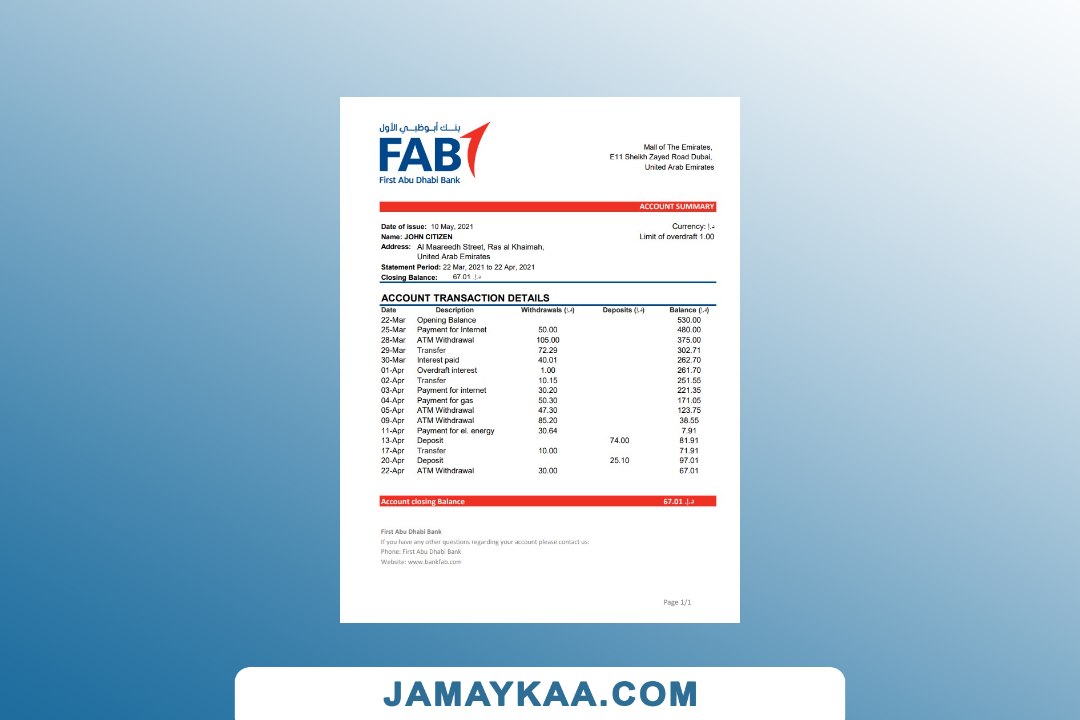 بنـــك أبــوظبــي الأول
FAB
First Abu Dhabi Bank
Mall of The Emirates,
E11 Sheikh Zayed Road Dubai,
United Arab Emirates
ACCOUNT SUMMARY
Date of issue: 10 May, 2021
Currency: د.إ
Name: JOHN CITIZEN
Limit of overdraft 1.00
Address: Al Maareedh Street, Ras al Khaimah,
United Arab Emirates
Statement Period: 22 Mar, 2021 to 22 Apr, 2021
Closing Balance: 67.01 د.إ.
ACCOUNT TRANSACTION DETAILS
Date Description Withdrawals (د.إ) Deposits (د.إ) Balance (د.إ)
22-Mar Opening Balance 530.00
25-Mar Payment for Internet 50.00 480.00
28-Mar ATM Withdrawal 105.00 375.00
29-Mar Transfer 72.29 302.71
30-Mar Interest paid 40.01 262.70
01-Apr Overdraft interest 1.00 261.70
02-Apr Transfer 10.15 251.55
03-Apr Payment for internet 30.20 221.35
04-Apr Payment for gas 50.30 171.05
05-Apr ATM Withdrawal 47.30 123.75
09-Apr ATM Withdrawal 85.20 38.55
11-Apr Payment for el. energy 30.64 7.91
13-Apr Deposit 74.00 81.91
17-Apr Transfer 10.00 71.91
20-Apr Deposit 25.10 97.01
22-Apr ATM Withdrawal 30.00 67.01
Account closing Balance 67.01 د.إ.
First Abu Dhabi Bank
If you have any other questions regarding your account please contact us:
Phone: First Abu Dhabi Bank
Website: www.bankfab.com
Page 1/1
JAMAYKAA.COM